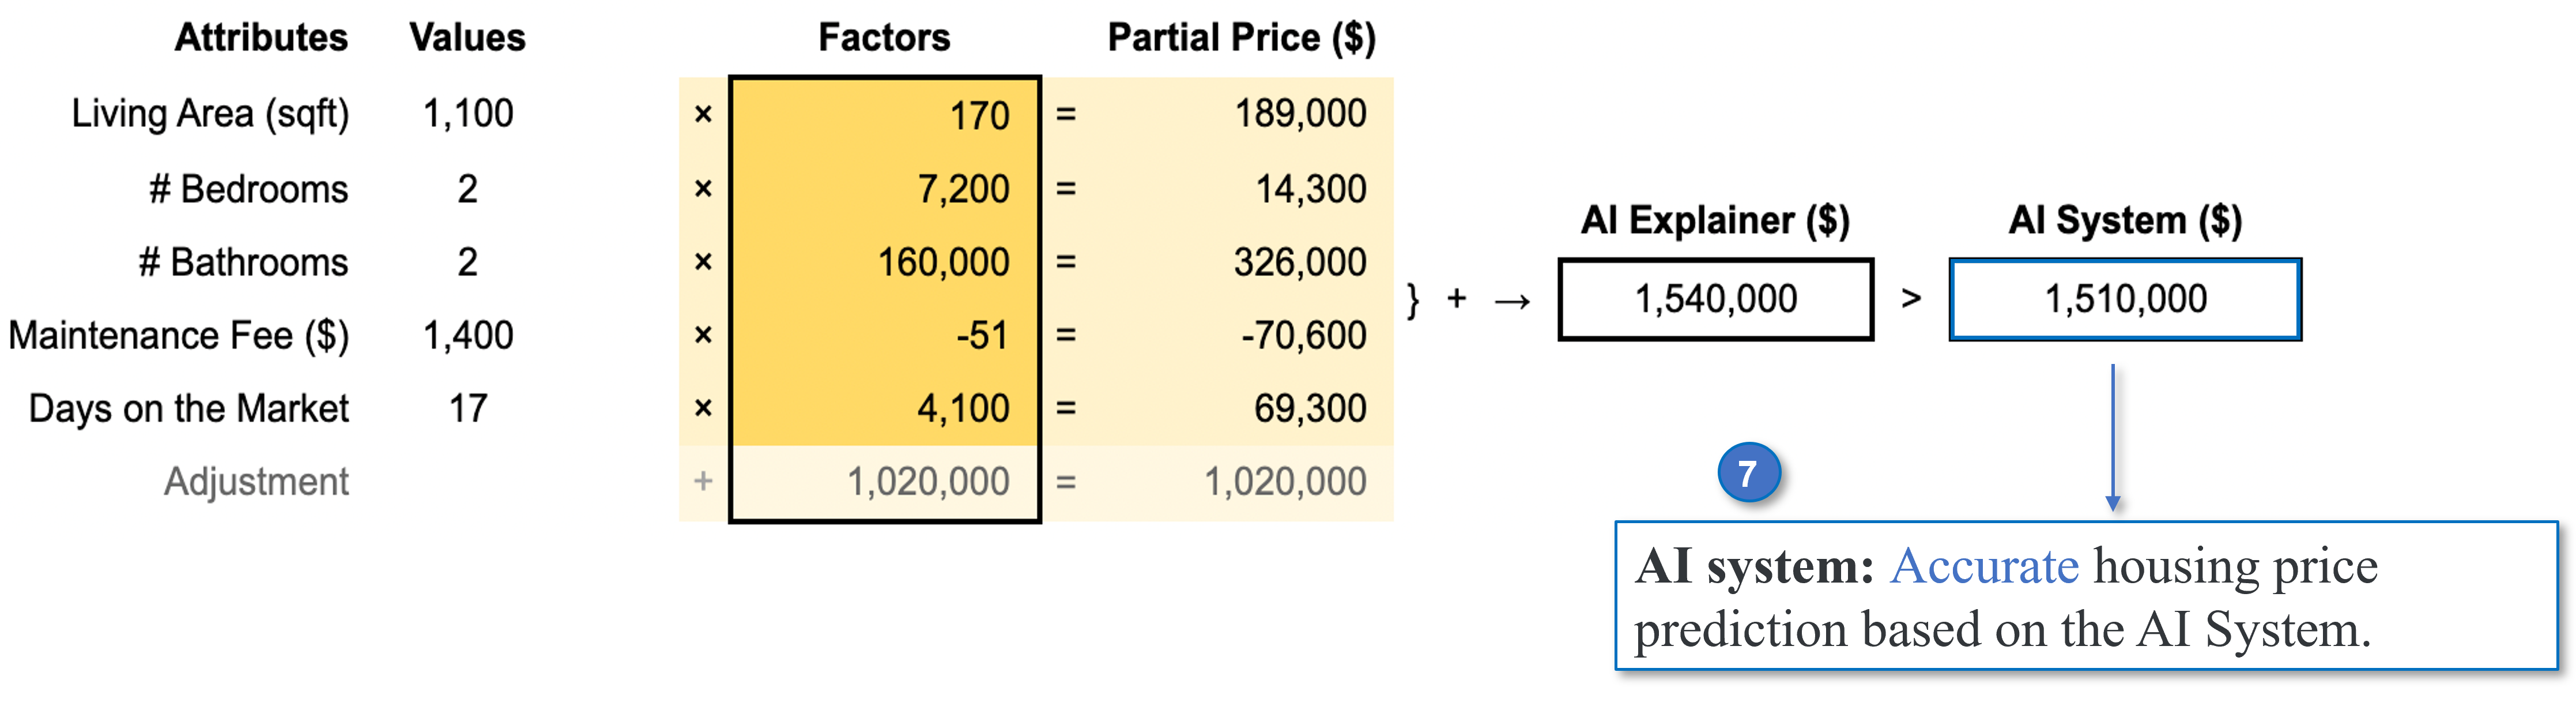 Attributes Values Factors Partial Price ($)
Living Area (sqft) 1,100 × 170 = 189,000
# Bedrooms 2 × 7,200 = 14,300
AI Explainer ($) AI System ($)
# Bathrooms 2 × 160,000 = 326,000
} + → 1,540,000 > 1,510,000
Maintenance Fee ($) 1,400 × -51 = -70,600
Days on the Market 17 × 4,100 = 69,300
Adjustment + 1,020,000 = 1,020,000
7
AI system: Accurate housing price
prediction based on the AI System.